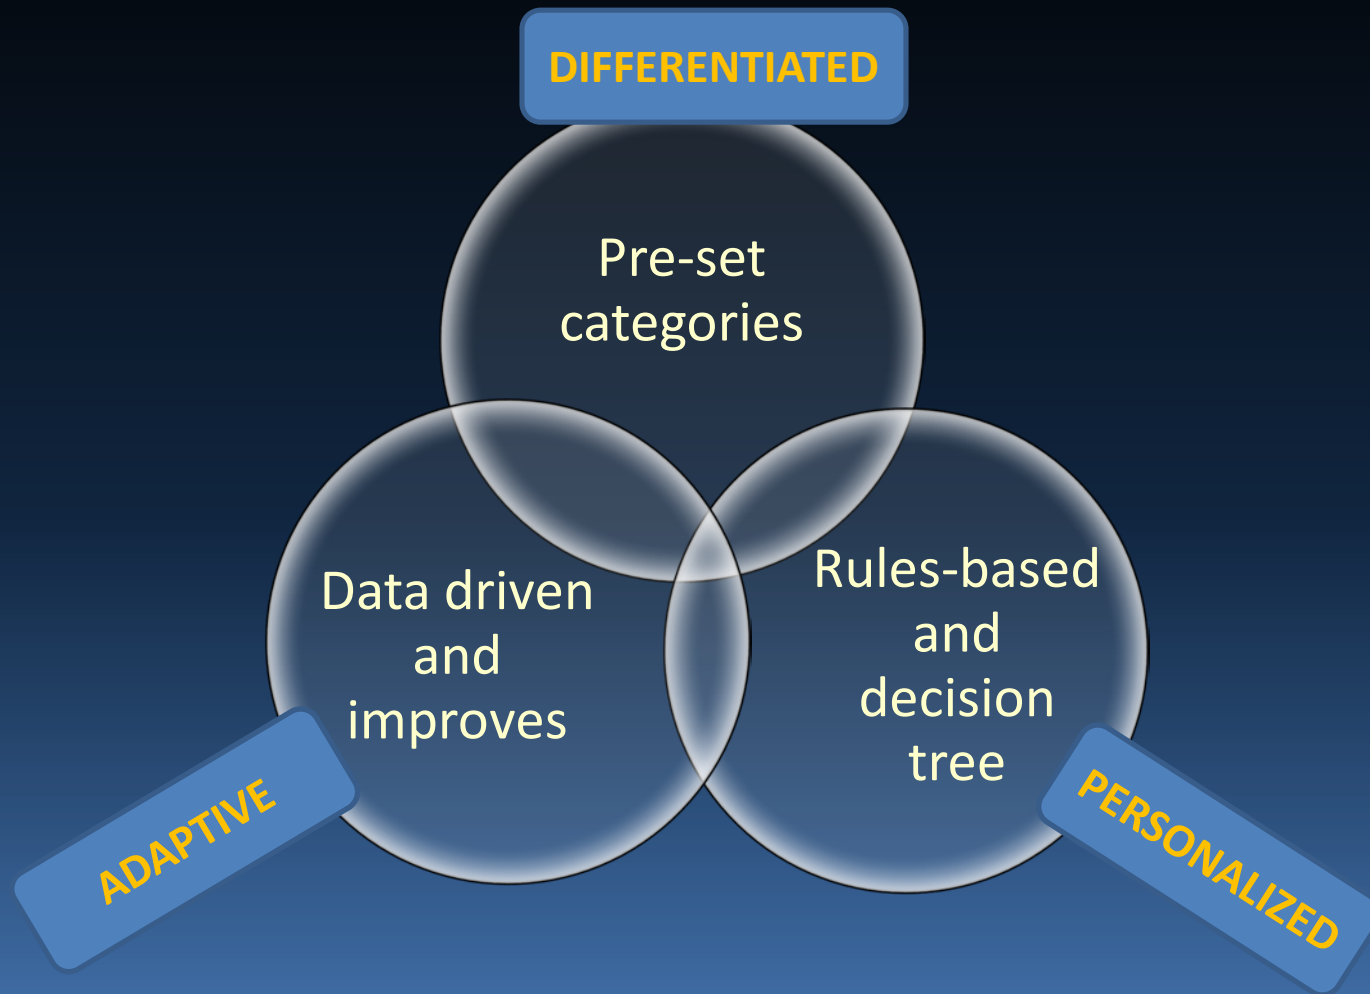 DIFFERENTIATED
Pre-set
categories
Data driven
and
improves
Rules-based
and
decision
tree
ADAPTIVE
PERSONALIZED